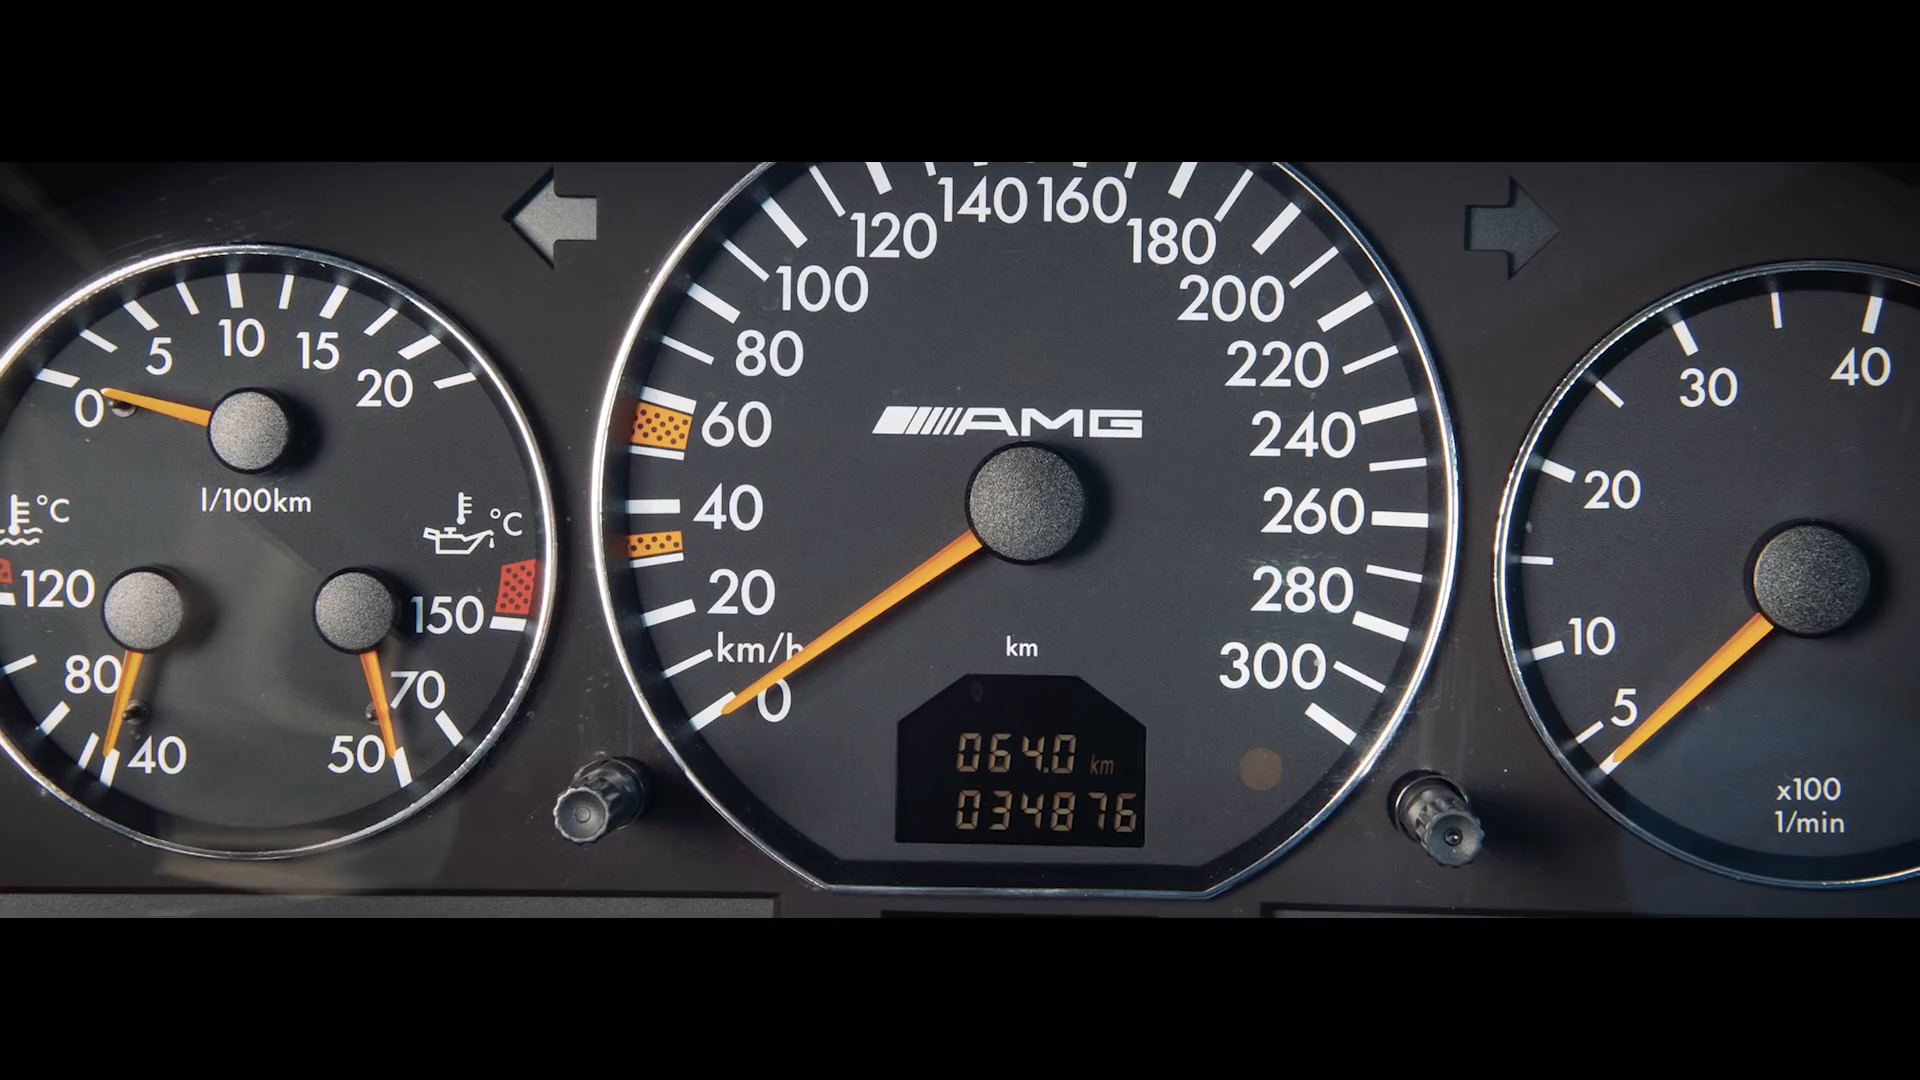 0 5 10 15 20
l/100km
°C
°C
120
80
40
150
70
50
0 20 40 60 80 100 120 140 160 180 200 220 240 260 280 300
AMG
km/h
km
064.0 km
034876
5 10 20 30 40
x100
1/min